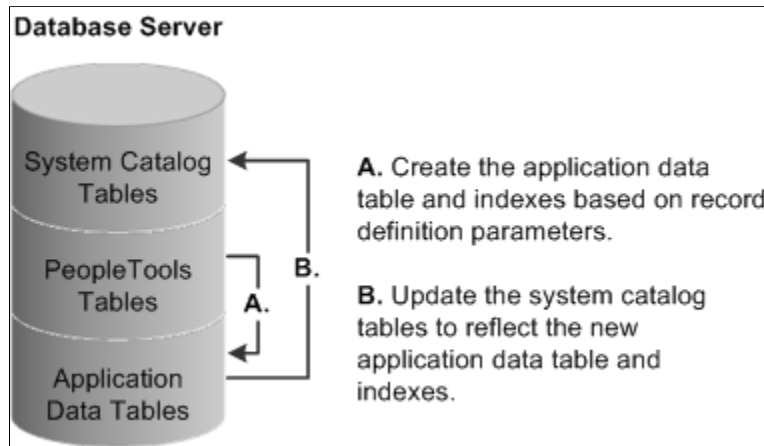 Database Server
System Catalog
Tables
PeopleTools
Tables
Application
Data Tables
A.
B.
A. Create the application data
table and indexes based on record
definition parameters.
B. Update the system catalog
tables to reflect the new
application data table and
indexes.